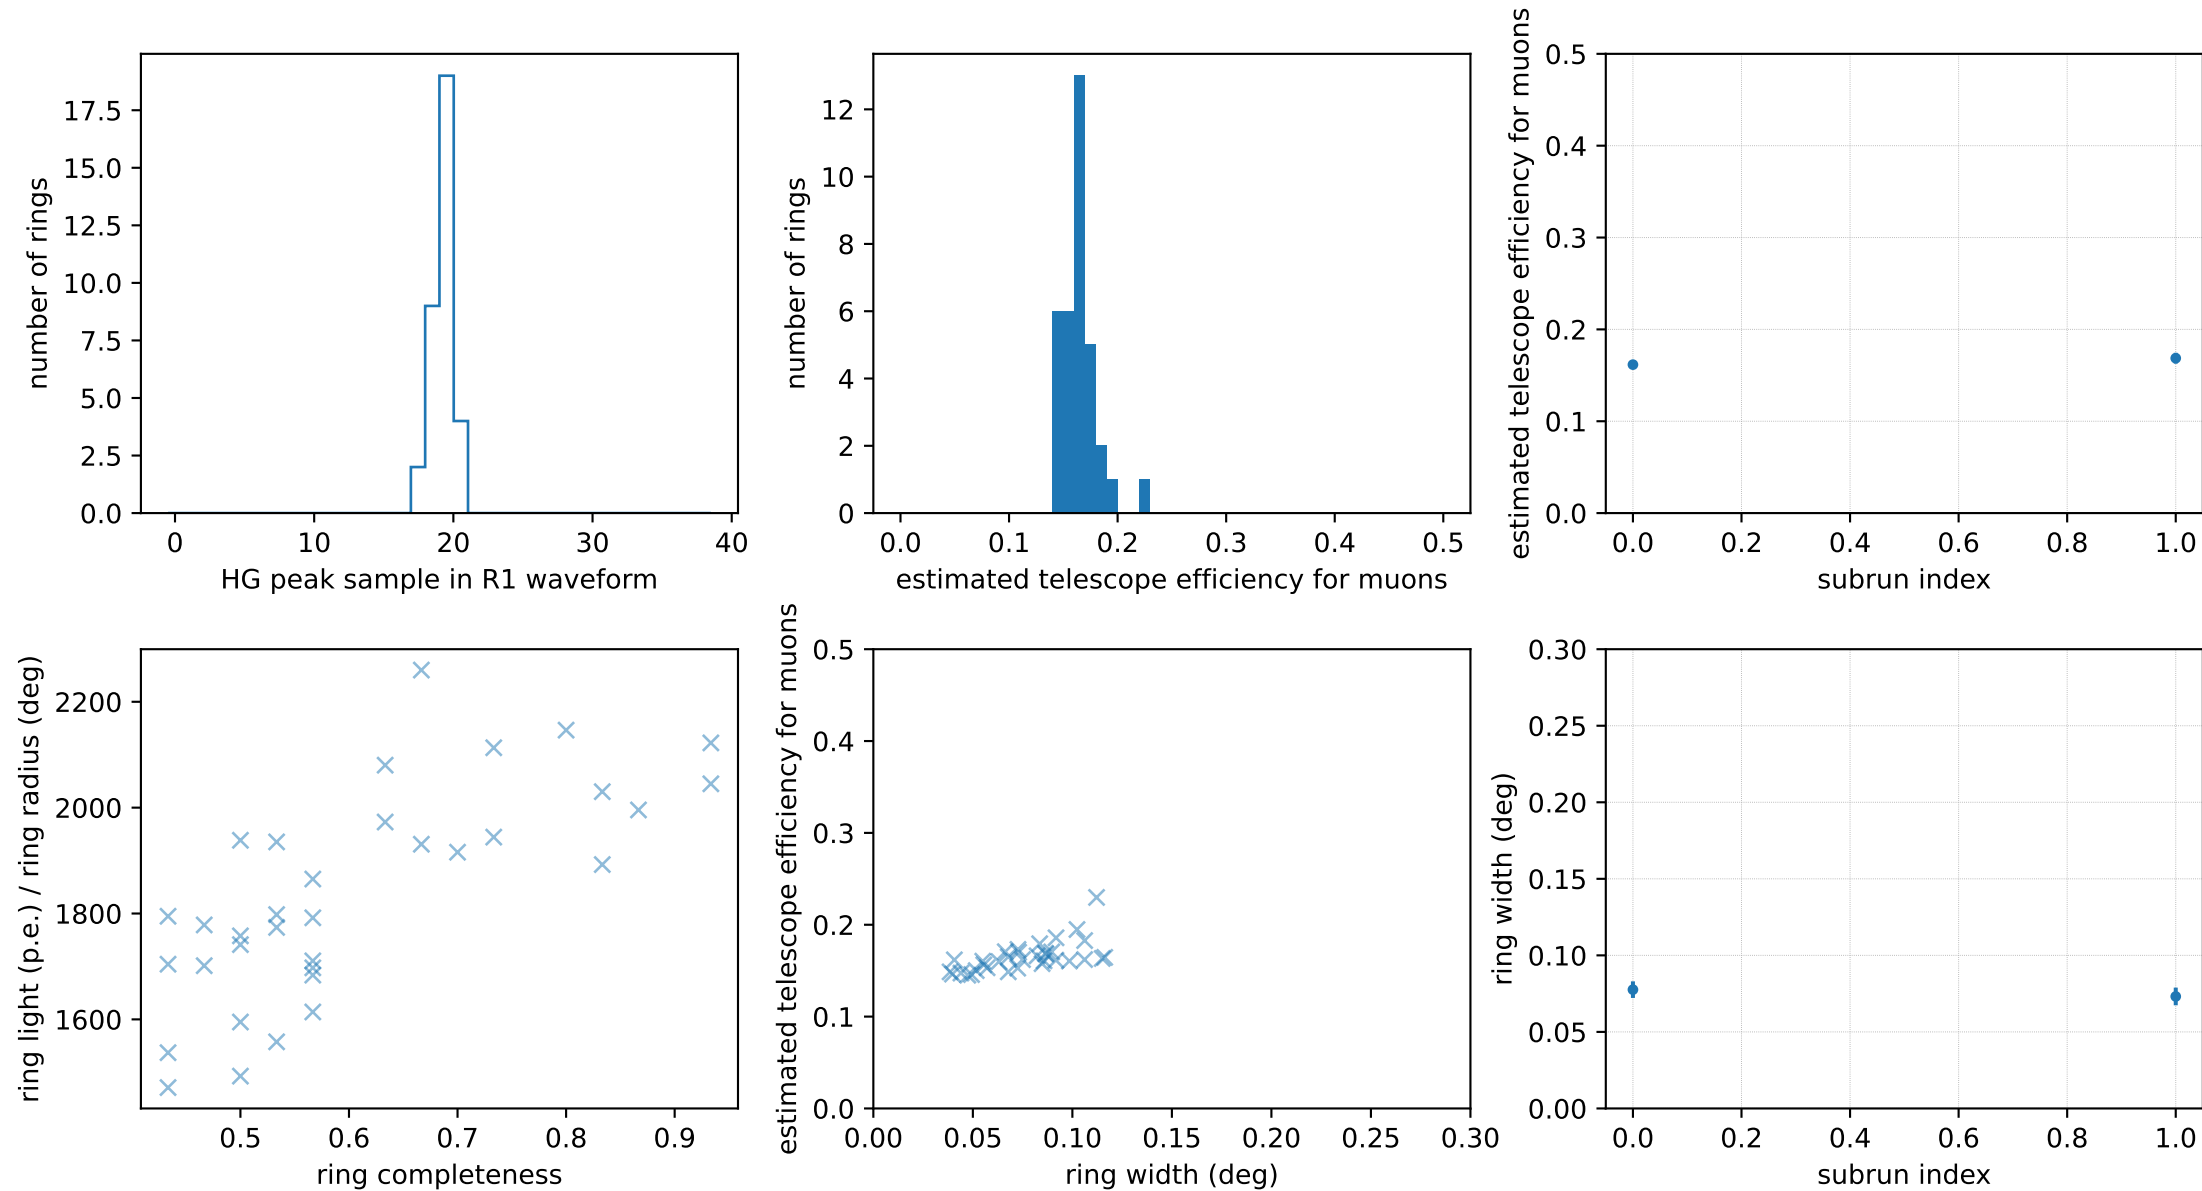 number of rings
17.5
15.0
12.5
10.0
7.5
5.0
2.5
0.0
0 10 20 30 40
HG peak sample in R1 waveform
number of rings
12
10
8
6
4
2
0
0.0 0.1 0.2 0.3 0.4 0.5
estimated telescope efficiency for muons
estimated telescope efficiency for muons
0.5
0.4
0.3
0.2
0.1
0.0
0.0 0.2 0.4 0.6 0.8 1.0
subrun index
ring light (p.e.) / ring radius (deg)
2200
2000
1800
1600
0.5 0.6 0.7 0.8 0.9
ring completeness
estimated telescope efficiency for muons
0.5
0.4
0.3
0.2
0.1
0.0
0.00 0.05 0.10 0.15 0.20 0.25 0.30
ring width (deg)
ring width (deg)
0.30
0.25
0.20
0.15
0.10
0.05
0.00
0.0 0.2 0.4 0.6 0.8 1.0
subrun index